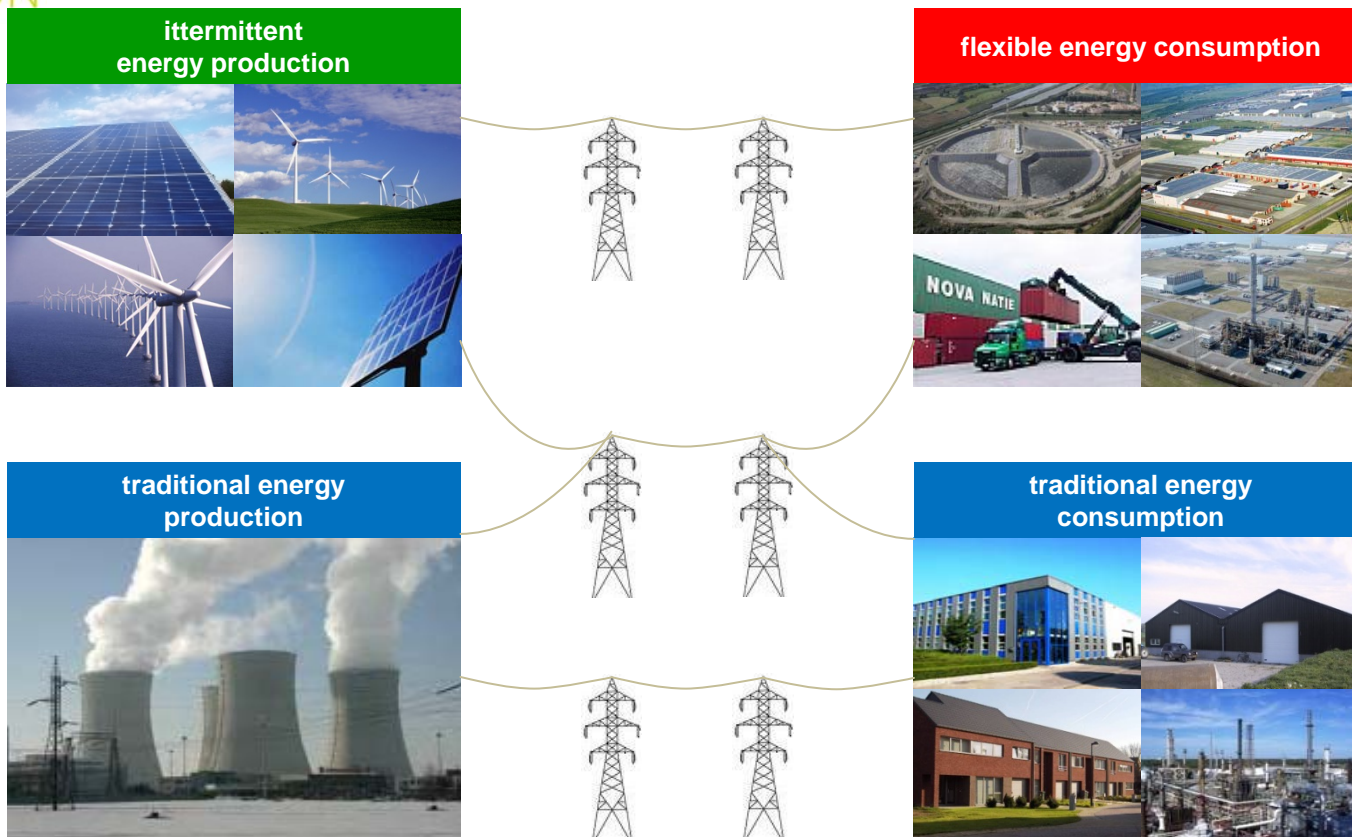 ittermittent
energy production
flexible energy consumption
NOVA NATIE
traditional energy
production
traditional energy
consumption